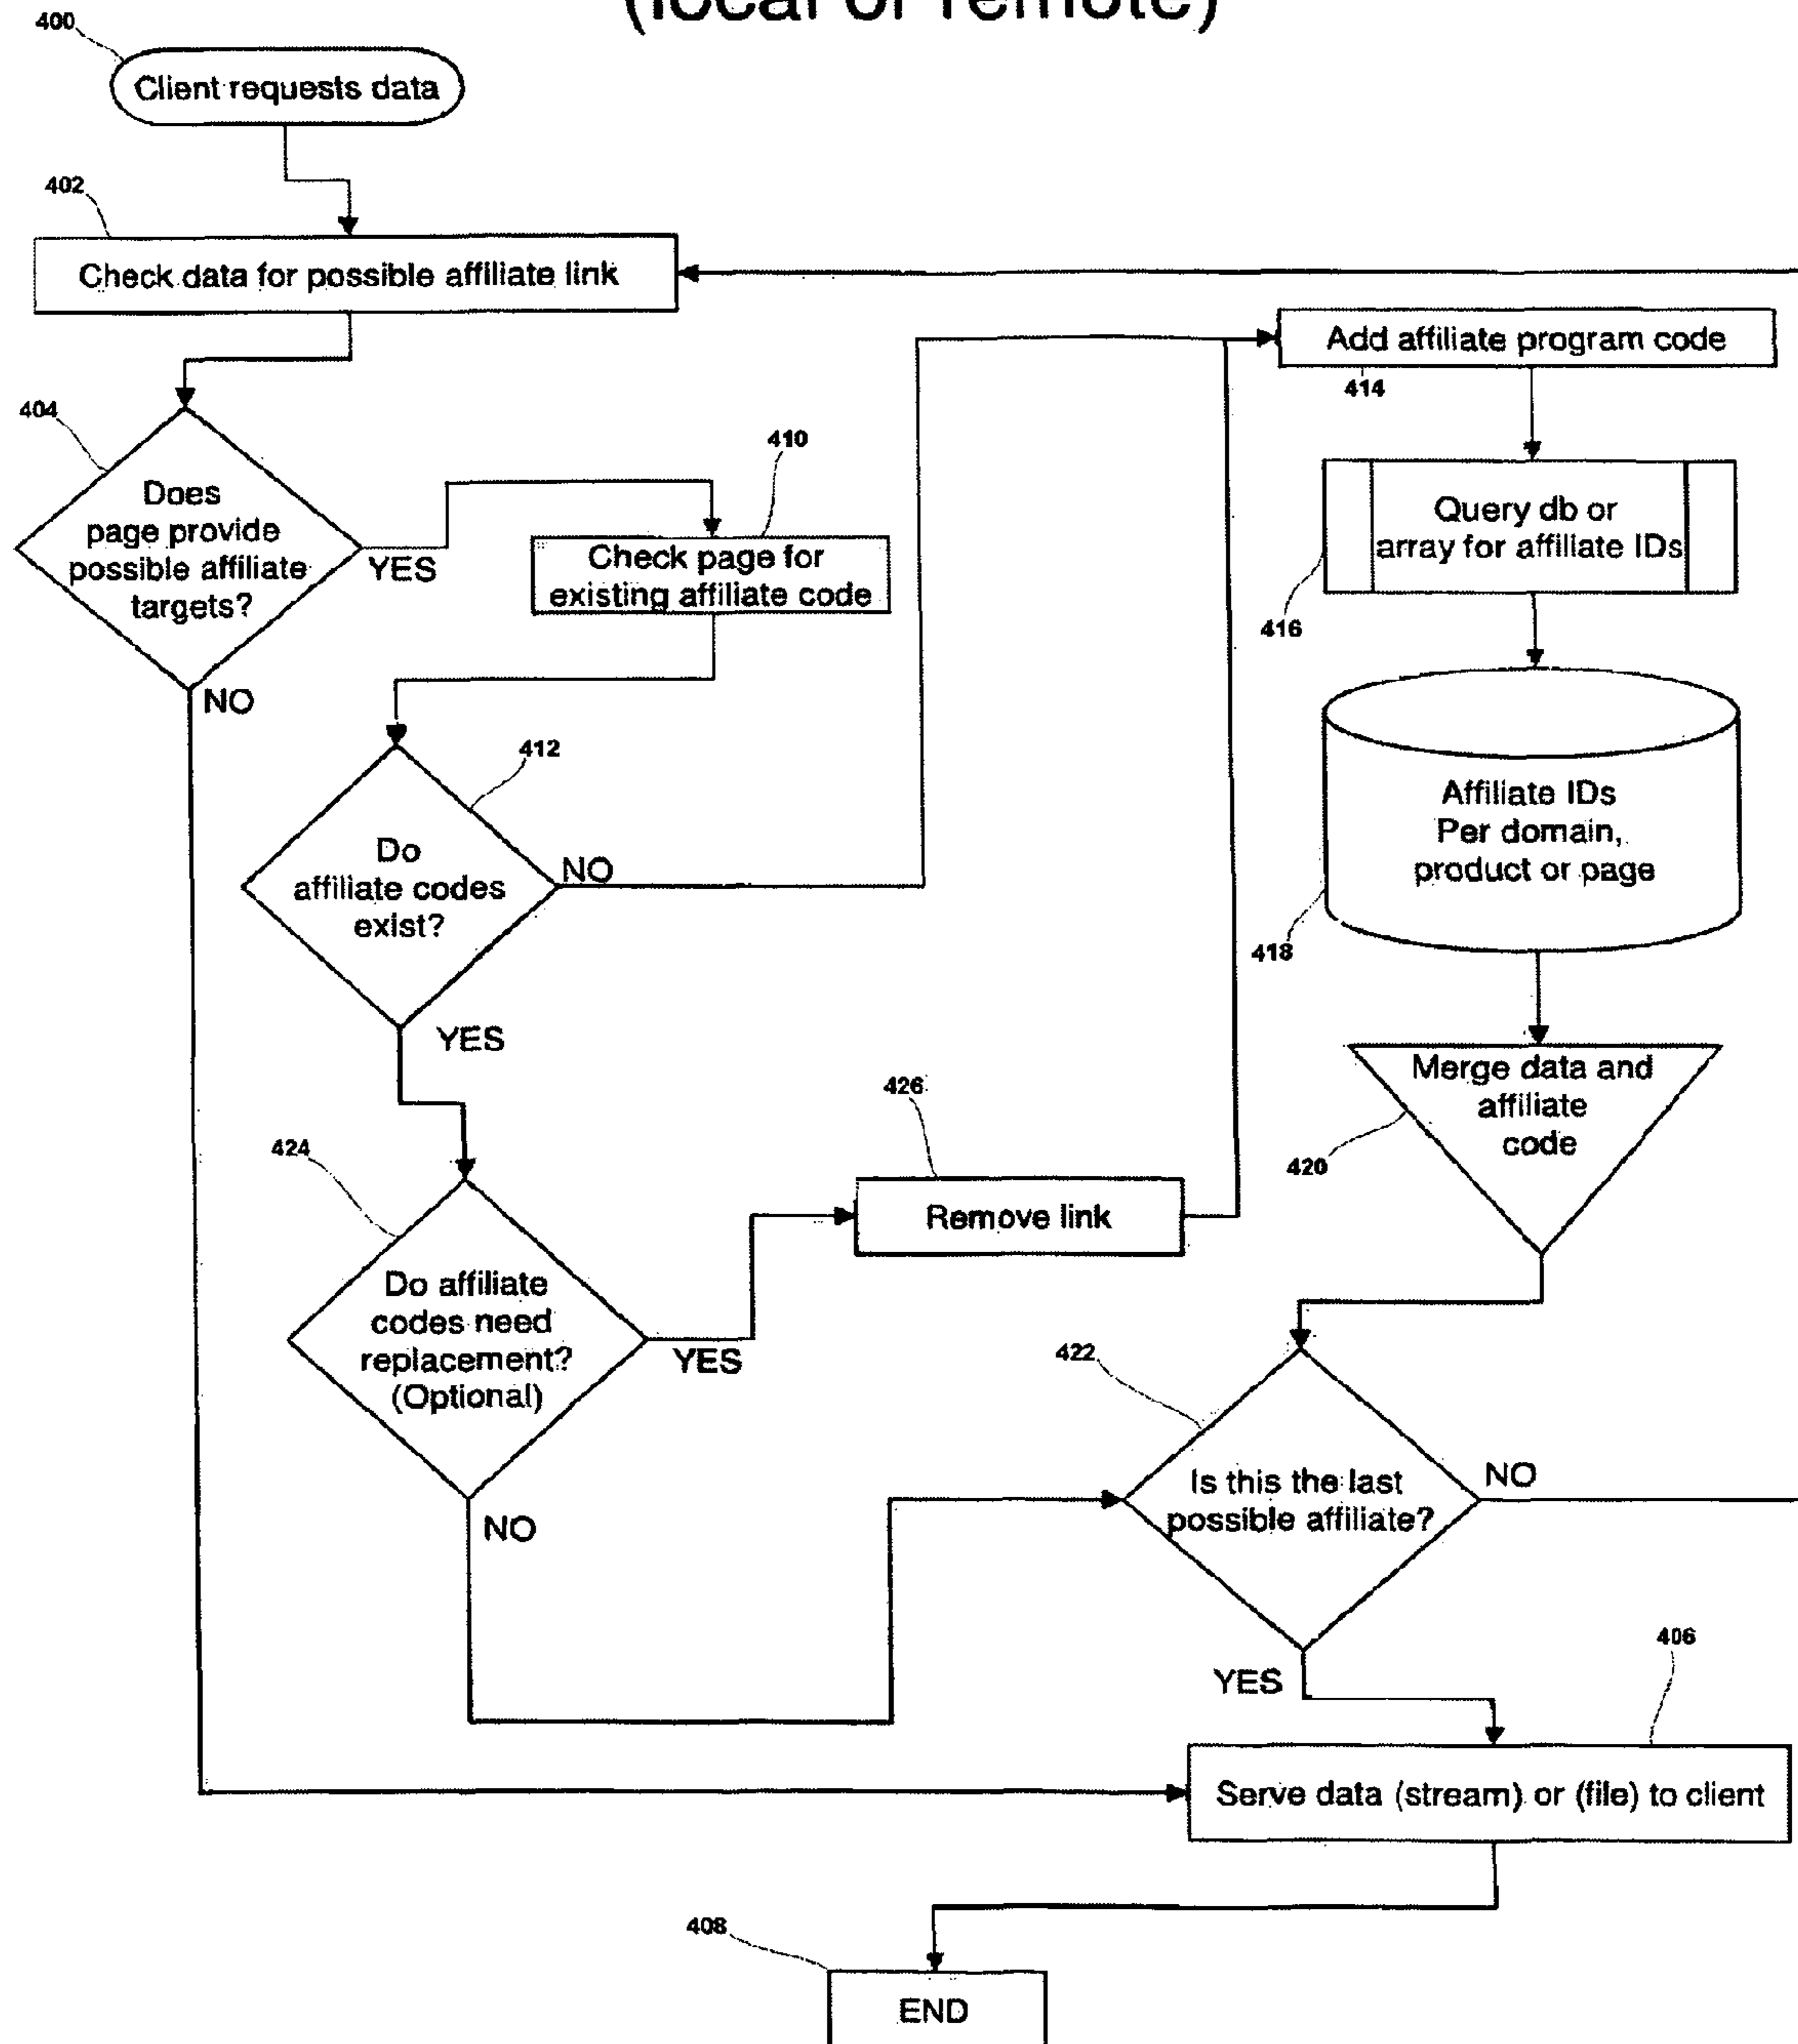 (local or remote)
400
Client requests data
402
Check data for possible affiliate link
Add affiliate program code
414
404
Does
page provide
possible affiliate
targets?
YES
NO
410
Check page for
existing affiliate code
Query db or
array for affiliate IDs
416
412
Do
affiliate codes
exist?
NO
YES
Affiliate IDs
Per domain,
product or page
418
Merge data and
affiliate
code
420
426
Remove link
424
Do affiliate
codes need
replacement?
(Optional)
YES
NO
422
Is this the last
possible affiliate?
NO
YES
406
Serve data (stream) or (file) to client
408
END